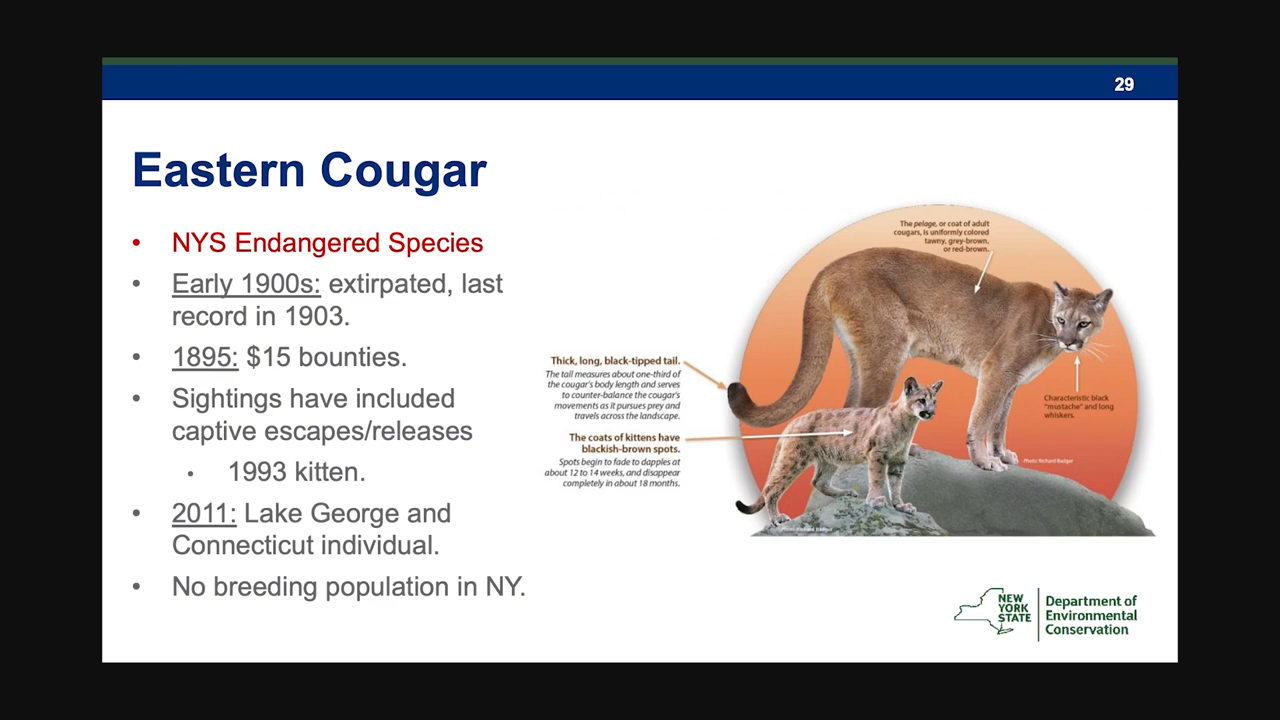 29
Eastern Cougar
• NYS Endangered Species
• Early 1900s: extirpated, last
record in 1903.
• 1895: $15 bounties.
• Sightings have included
captive escapes/releases
• 1993 kitten.
• 2011: Lake George and
Connecticut individual.
• No breeding population in NY.
The pelage, or coat of adult
cougars, is uniformly colored
tawny, grey-brown,
or red-brown.
Thick, long, black-tipped tail.
The tail measures about one-third of
the cougar's body length and serves
to counter-balance the cougar's
movements as it pursues prey and
travels across the landscape.
The coats of kittens have
blackish-brown spots.
Spots begin to fade to dapples at
about 12 to 14 weeks, and disappear
completely in about 18 months.
Characteristic black
"mustache" and long
whiskers.
Photo: Richard Badger
Photo: Richard Badger
NEW
YORK
STATE
Department of
Environmental
Conservation